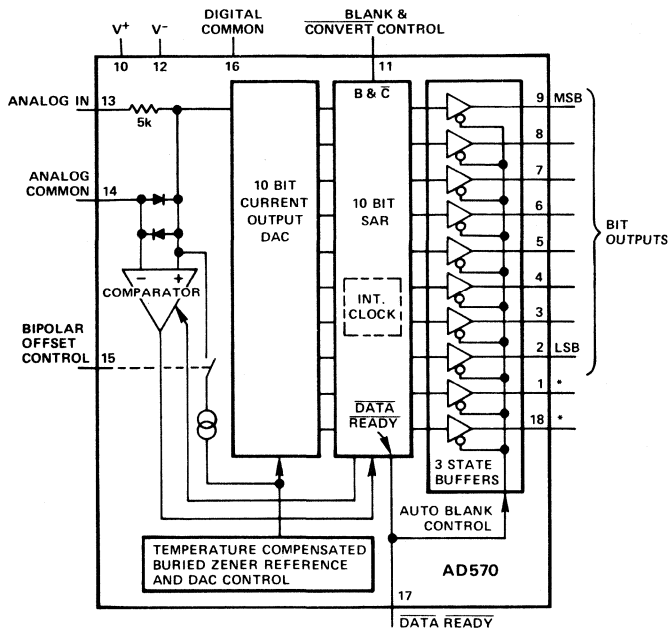 V+
V-
DIGITAL
COMMON
BLANK &
CONVERT CONTROL
10
12
16
11
ANALOG IN
13
5k
ANALOG
COMMON
14
COMPARATOR
-
+
BIPOLAR
OFFSET
CONTROL
15
10 BIT
CURRENT
OUTPUT
DAC
B & C
10 BIT
SAR
INT.
CLOCK
DATA
READY
9 MSB
8
7
6
5
4
3
2 LSB
1 *
18 *
BIT
OUTPUTS
3 STATE
BUFFERS
AUTO BLANK
CONTROL
TEMPERATURE COMPENSATED
BURIED ZENER REFERENCE
AND DAC CONTROL
AD570
17
DATA READY